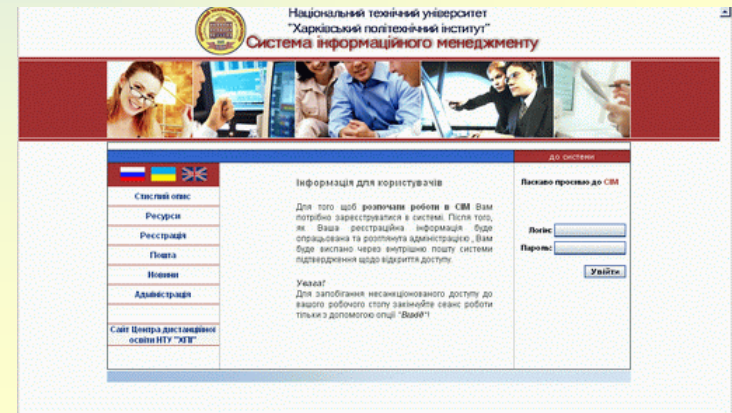 Національний технічний університет
"Харківський політехнічний інститут"
Система інформаційного менеджменту
до системи
Стислий опис
Ресурси
Реєстрація
Пошта
Новини
Адміністрація
Сайт Центра дистанційної
освіти НТУ "ХПІ"
Інформація для користувачів
Для того щоб розпочати роботи в СІМ Вам
потрібно зареєструватися в системі. Після того,
як Ваша реєстраційна інформація буде
опрацьована та розглянута адміністрацією, Вам
буде вислано через внутрішню пошту системи
підтвердження щодо відкриття доступу.
Увага!
Для запобігання несанкціонованого доступу до
вашого робочого столу закінчуйте сеанс роботи
тільки з допомогою опції "Вихід"!
Ласкаво просимо до СІМ
Логін:
Пароль:
Увійти